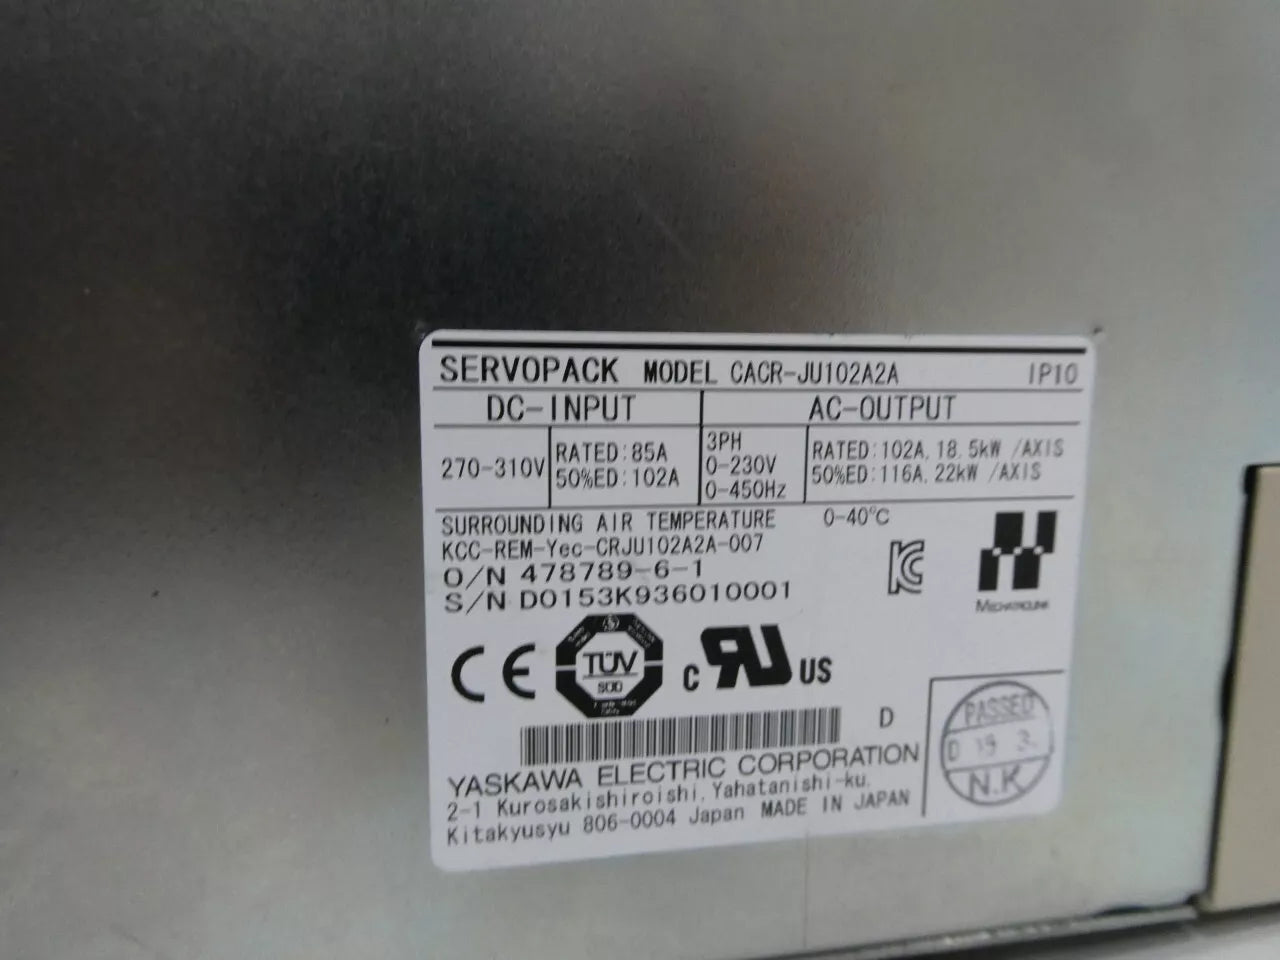 SERVOPACK MODEL CACR-JU102A2A IP10
DC-INPUT AC-OUTPUT
270-310V
RATED:85A
50%ED:102A
3PH
0-230V
0-450Hz
RATED:102A, 18.5kW /AXIS
50%ED:116A, 22kW /AXIS
SURROUNDING AIR TEMPERATURE 0-40℃
KCC-REM-Yec-CRJU102A2A-007
O/N 478789-6-1
S/N D0153K936010001
MECHATROLINK
CE
TÜV
SÜD
C RU US
D
YASKAWA ELECTRIC CORPORATION
2-1 Kurosakishiroishi, Yahatanishi-ku,
Kitakyusyu 806-0004 Japan MADE IN JAPAN
PASSED
D 19 3.
N.K